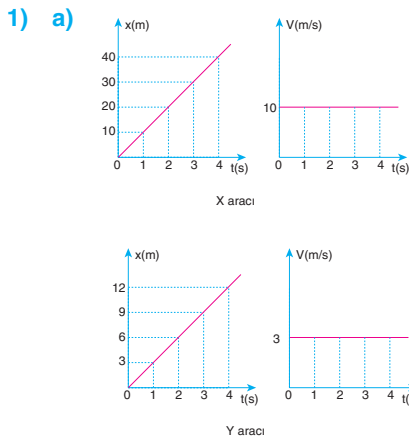 1) a)
x(m)
40
30
20
10
0 1 2 3 4 t(s)
V(m/s)
10
0 1 2 3 4 t(s)
X aracı
x(m)
12
9
6
3
0 1 2 3 4 t(s)
V(m/s)
3
0 1 2 3 4 t(
Y aracı